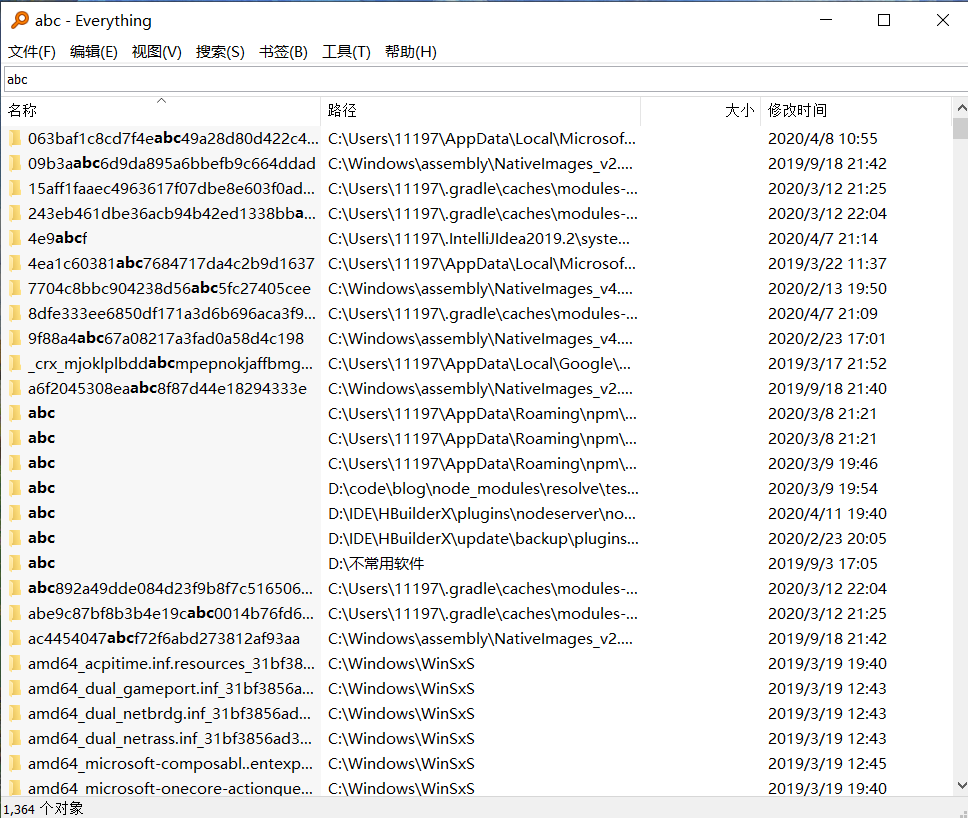 abc - Everything
文件(F) 编辑(E) 视图(V) 搜索(S) 书签(B) 工具(T) 帮助(H)
abc
名称 路径 大小 修改时间
063baf1c8cd7f4eabc49a28d80d422c4... C:\Users\11197\AppData\Local\Microsof... 2020/4/8 10:55
09b3aabc6d9da895a6bbefb9c664ddad C:\Windows\assembly\NativeImages_v2.... 2019/9/18 21:42
15aff1faaec4963617f07dbe8e603f0ad... C:\Users\11197\.gradle\caches\modules-... 2020/3/12 21:25
243eb461dbe36acb94b42ed1338bba... C:\Users\11197\.gradle\caches\modules-... 2020/3/12 22:04
4e9abcf C:\Users\11197\.IntelliJIdea2019.2\syste... 2020/4/7 21:14
4ea1c60381abc7684717da4c2b9d1637 C:\Users\11197\AppData\Local\Microsof... 2019/3/22 11:37
7704c8bbc904238d56abc5fc27405cee C:\Windows\assembly\NativeImages_v4.... 2020/2/13 19:50
8dfe333ee6850df171a3d6b696aca3f9... C:\Users\11197\.gradle\caches\modules-... 2020/4/7 21:09
9f88a4abc67a08217a3fad0a58d4c198 C:\Windows\assembly\NativeImages_v4.... 2020/2/23 17:01
_crx_mjoklplbddabcmpepnokjaffbmg... C:\Users\11197\AppData\Local\Google\... 2019/3/17 21:52
a6f2045308eaabc8f87d44e18294333e C:\Windows\assembly\NativeImages_v2.... 2019/9/18 21:40
abc C:\Users\11197\AppData\Roaming\npm\... 2020/3/8 21:21
abc C:\Users\11197\AppData\Roaming\npm\... 2020/3/8 21:21
abc C:\Users\11197\AppData\Roaming\npm\... 2020/3/9 19:46
abc D:\code\blog\node_modules\resolve\tes... 2020/3/9 19:54
abc D:\IDE\HBuilderX\plugins\nodeserver\no... 2020/4/11 19:40
abc D:\IDE\HBuilderX\update\backup\plugins... 2020/2/23 20:05
abc D:\不常用软件 2019/9/3 17:05
abc892a49dde084d23f9b8f7c516506... C:\Users\11197\.gradle\caches\modules-... 2020/3/12 22:04
abe9c87bf8b3b4e19cabc0014b76fd6... C:\Users\11197\.gradle\caches\modules-... 2020/3/12 21:25
ac4454047abcf72f6abd273812af93aa C:\Windows\assembly\NativeImages_v2.... 2019/9/18 21:42
amd64_acpitime.inf.resources_31bf38... C:\Windows\WinSxS 2019/3/19 19:40
amd64_dual_gameport.inf_31bf3856a... C:\Windows\WinSxS 2019/3/19 12:43
amd64_dual_netbrdg.inf_31bf3856ad... C:\Windows\WinSxS 2019/3/19 12:43
amd64_dual_netrass.inf_31bf3856ad3... C:\Windows\WinSxS 2019/3/19 12:43
amd64_microsoft-composabl..entexp... C:\Windows\WinSxS 2019/3/19 12:45
amd64_microsoft-onecore-actionque... C:\Windows\WinSxS 2019/3/19 19:40
1,364 个对象